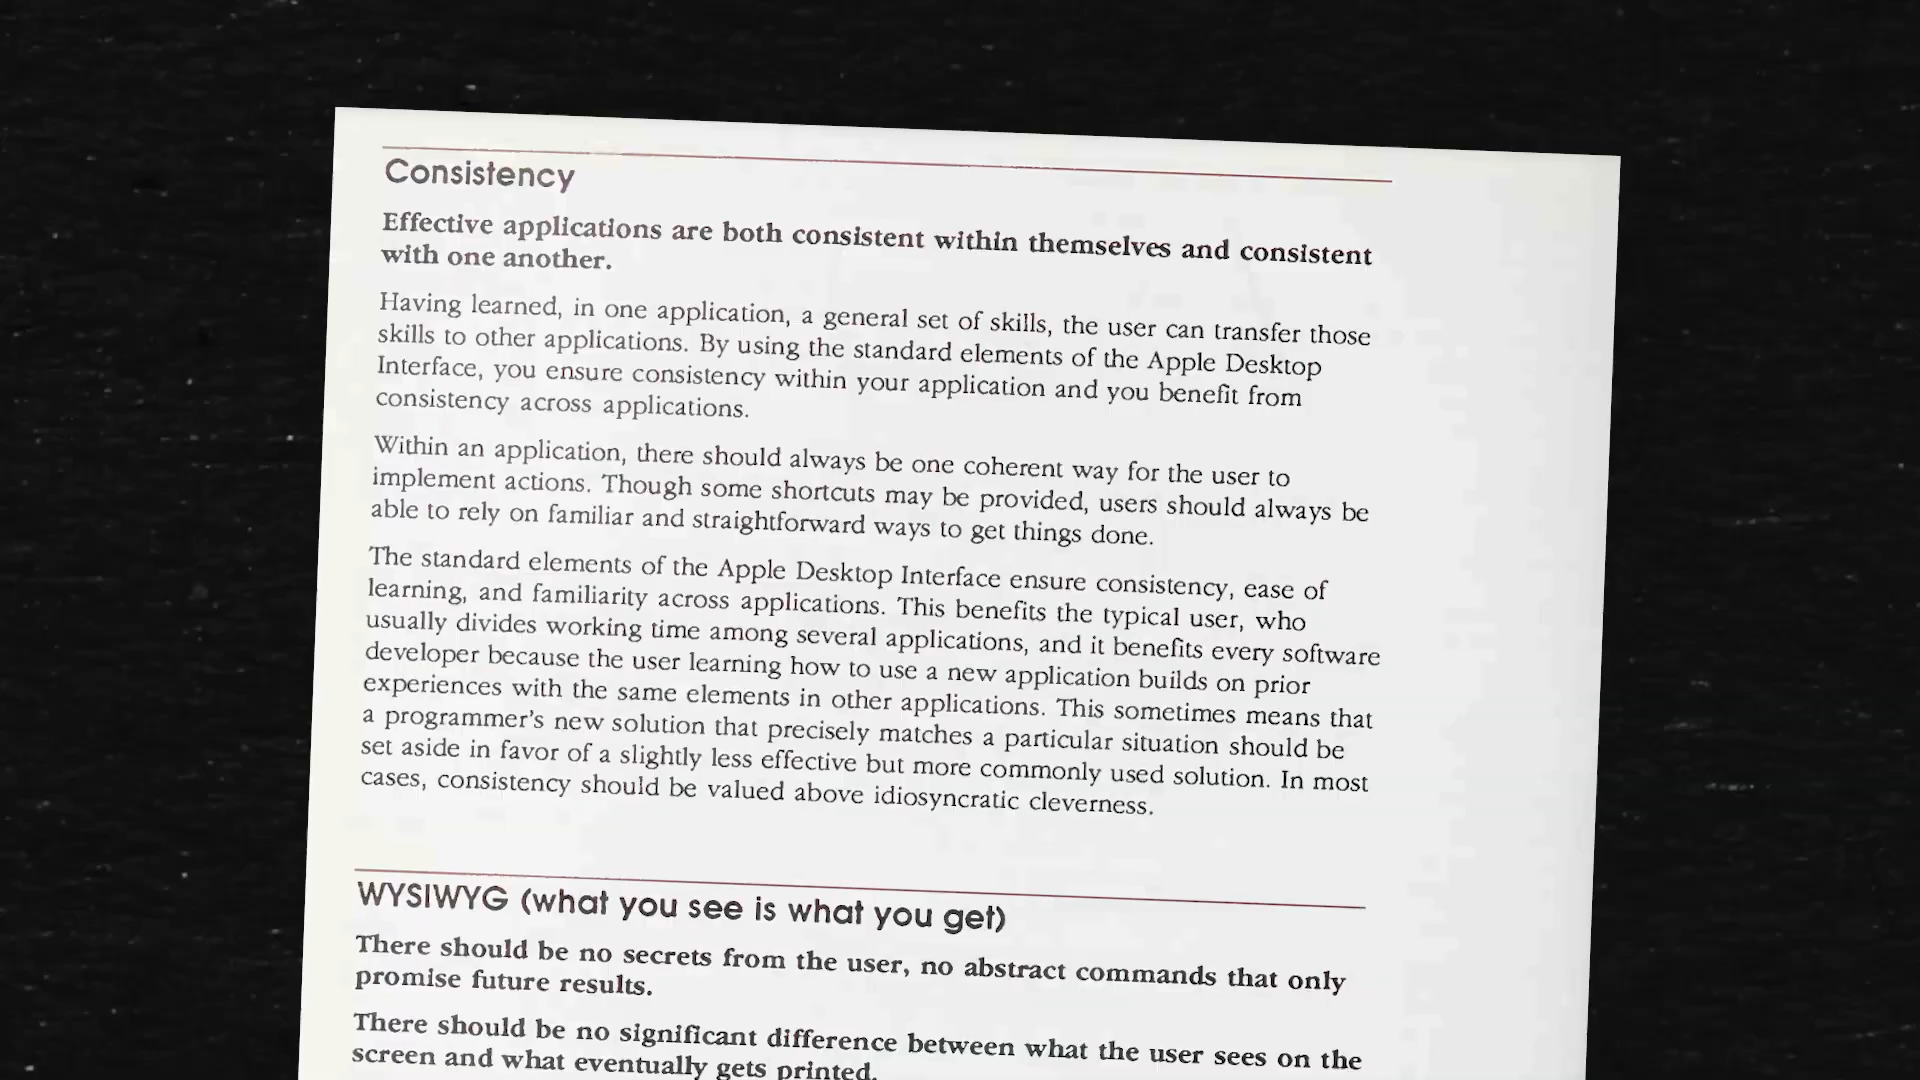 Consistency
Effective applications are both consistent within themselves and consistent
with one another.
Having learned, in one application, a general set of skills, the user can transfer those
skills to other applications. By using the standard elements of the Apple Desktop
Interface, you ensure consistency within your application and you benefit from
consistency across applications.
Within an application, there should always be one coherent way for the user to
implement actions. Though some shortcuts may be provided, users should always be
able to rely on familiar and straightforward ways to get things done.
The standard elements of the Apple Desktop Interface ensure consistency, ease of
learning, and familiarity across applications. This benefits the typical user, who
usually divides working time among several applications, and it benefits every software
developer because the user learning how to use a new application builds on prior
experiences with the same elements in other applications. This sometimes means that
a programmer's new solution that precisely matches a particular situation should be
set aside in favor of a slightly less effective but more commonly used solution. In most
cases, consistency should be valued above idiosyncratic cleverness.
WYSIWYG (what you see is what you get)
There should be no secrets from the user, no abstract commands that only
promise future results.
There should be no significant difference between what the user sees on the
screen and what eventually gets printed.